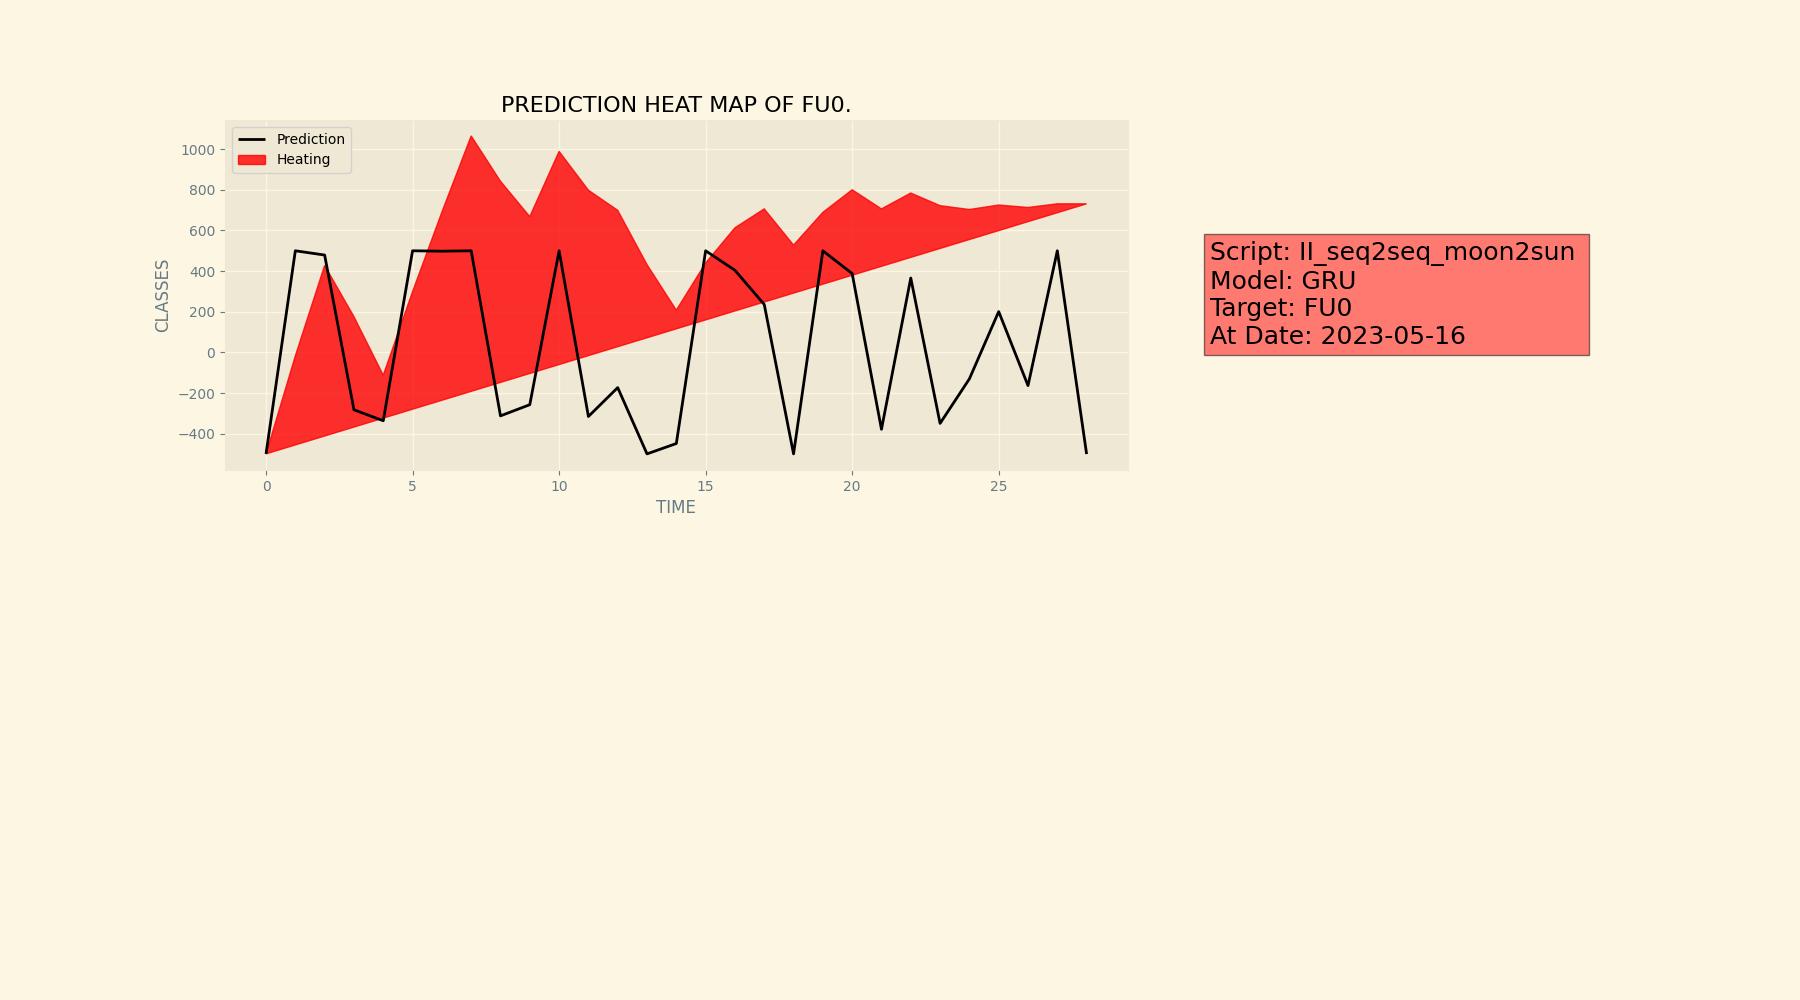 PREDICTION HEAT MAP OF FU0.
Prediction
Heating
1000
800
600
400
200
0
−200
−400
CLASSES
0 5 10 15 20 25
TIME
Script: II_seq2seq_moon2sun
Model: GRU
Target: FU0
At Date: 2023-05-16